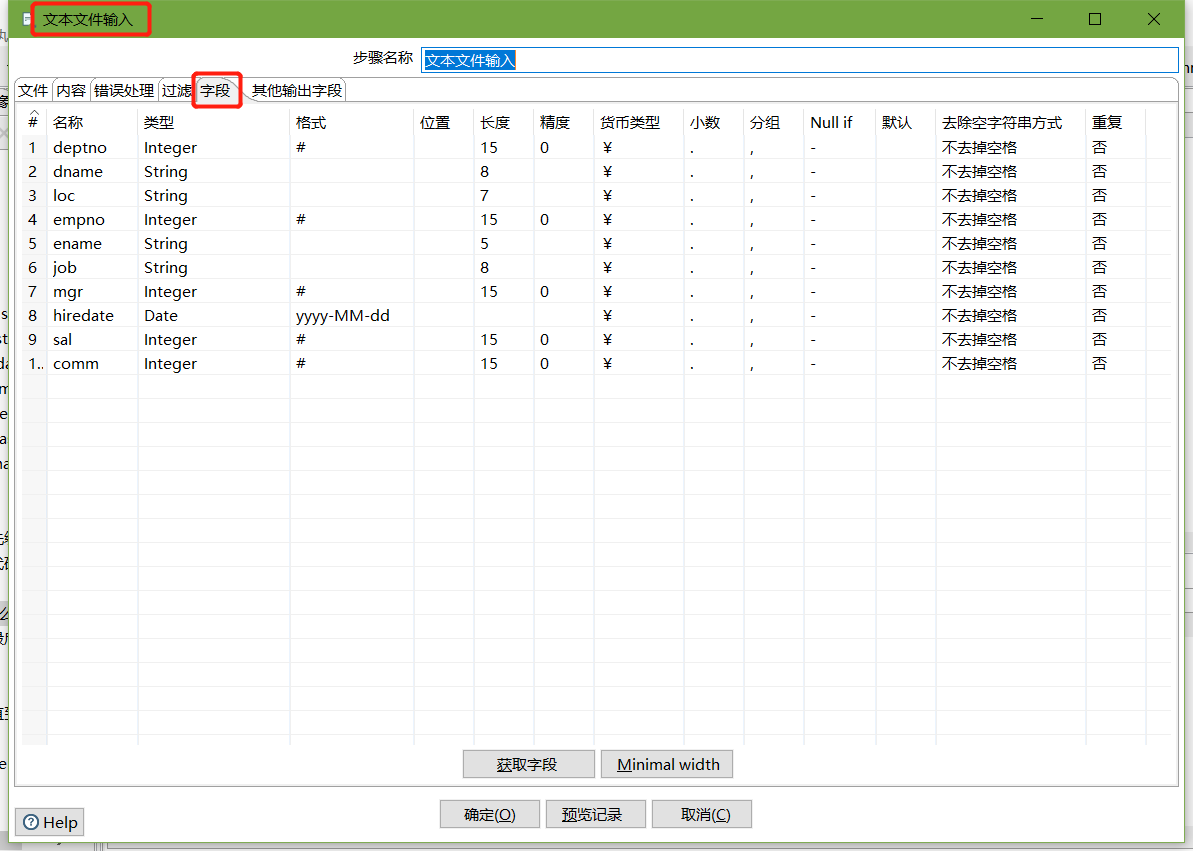 文本文件输入
步骤名称 文本文件输入
文件 内容 错误处理 过滤 字段 其他输出字段
# 名称 类型 格式 位置 长度 精度 货币类型 小数 分组 Null if 默认 去除空字符串方式 重复
1 deptno Integer # 15 0 ¥ . , - 不去掉空格 否
2 dname String 8 ¥ . , - 不去掉空格 否
3 loc String 7 ¥ . , - 不去掉空格 否
4 empno Integer # 15 0 ¥ . , - 不去掉空格 否
5 ename String 5 ¥ . , - 不去掉空格 否
6 job String 8 ¥ . , - 不去掉空格 否
7 mgr Integer # 15 0 ¥ . , - 不去掉空格 否
8 hiredate Date yyyy-MM-dd ¥ . , - 不去掉空格 否
9 sal Integer # 15 0 ¥ . , - 不去掉空格 否
1.. comm Integer # 15 0 ¥ . , - 不去掉空格 否
获取字段 Minimal width
确定(O) 预览记录 取消(C)
Help